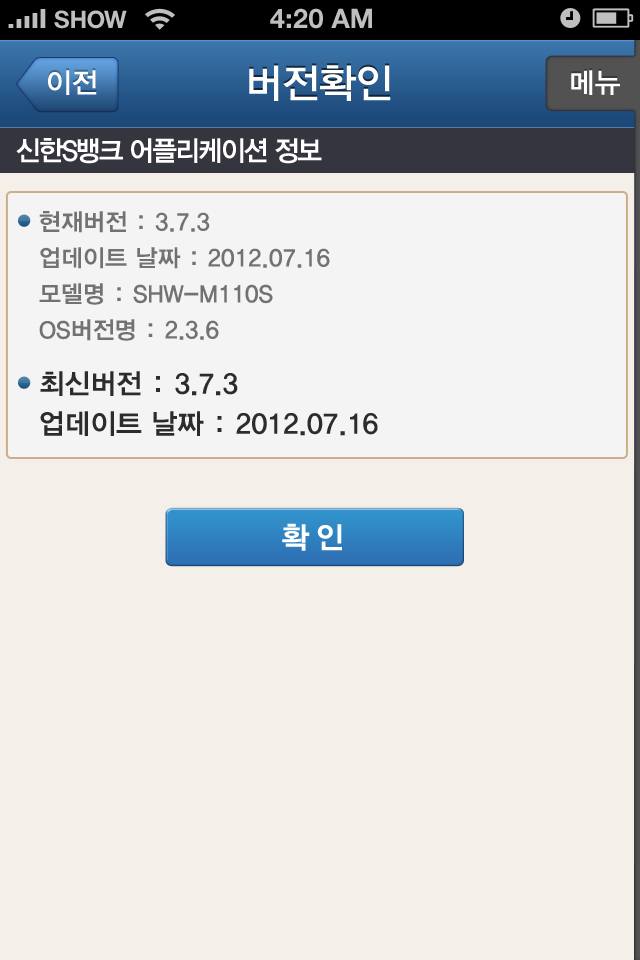 SHOW 4:20 AM
이전 버전확인 메뉴
신한S뱅크 어플리케이션 정보
현재버전 : 3.7.3
업데이트 날짜 : 2012.07.16
모델명 : SHW-M110S
OS버전명 : 2.3.6
최신버전 : 3.7.3
업데이트 날짜 : 2012.07.16
확 인